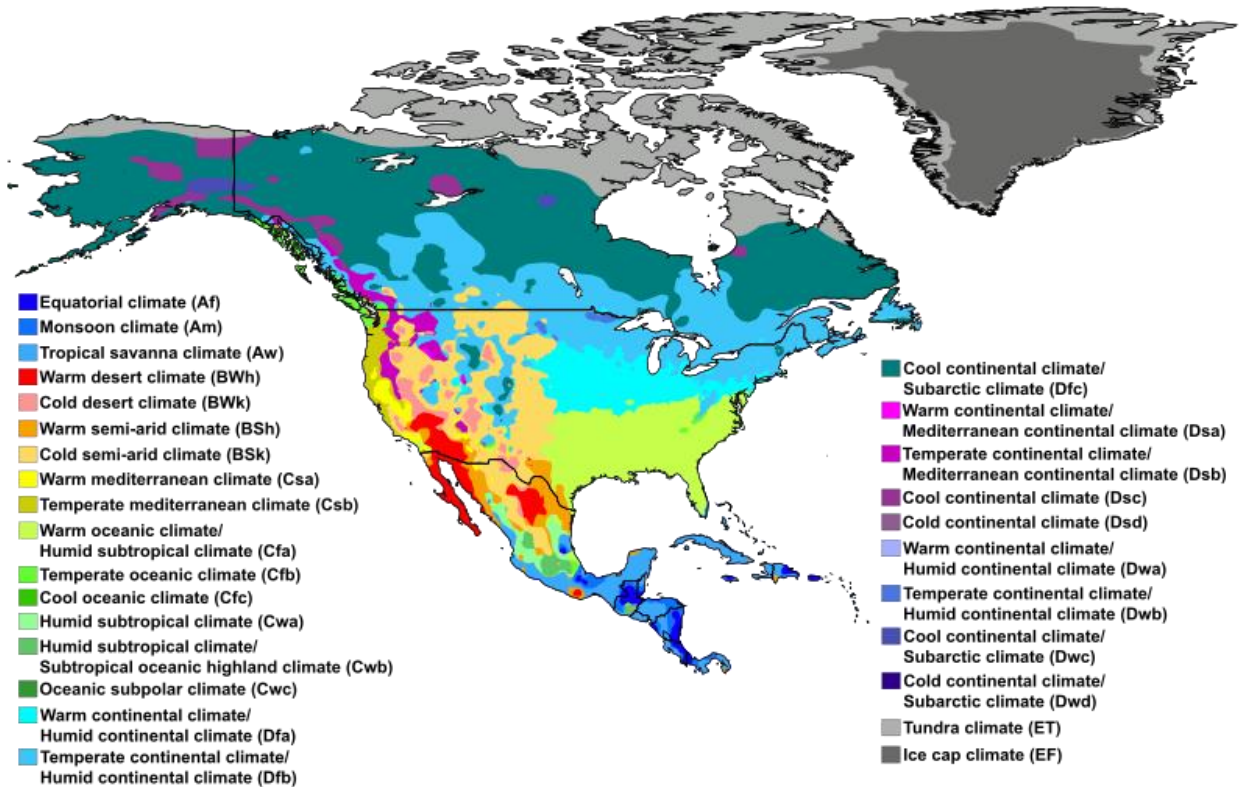 Equatorial climate (Af)
Monsoon climate (Am)
Tropical savanna climate (Aw)
Warm desert climate (BWh)
Cold desert climate (BWk)
Warm semi-arid climate (BSh)
Cold semi-arid climate (BSk)
Warm mediterranean climate (Csa)
Temperate mediterranean climate (Csb)
Warm oceanic climate/
Humid subtropical climate (Cfa)
Temperate oceanic climate (Cfb)
Cool oceanic climate (Cfc)
Humid subtropical climate (Cwa)
Humid subtropical climate/
Subtropical oceanic highland climate (Cwb)
Oceanic subpolar climate (Cwc)
Warm continental climate/
Humid continental climate (Dfa)
Temperate continental climate/
Humid continental climate (Dfb)
Cool continental climate/
Subarctic climate (Dfc)
Warm continental climate/
Mediterranean continental climate (Dsa)
Temperate continental climate/
Mediterranean continental climate (Dsb)
Cool continental climate (Dsc)
Cold continental climate (Dsd)
Warm continental climate/
Humid continental climate (Dwa)
Temperate continental climate/
Humid continental climate (Dwb)
Cool continental climate/
Subarctic climate (Dwc)
Cold continental climate/
Subarctic climate (Dwd)
Tundra climate (ET)
Ice cap climate (EF)